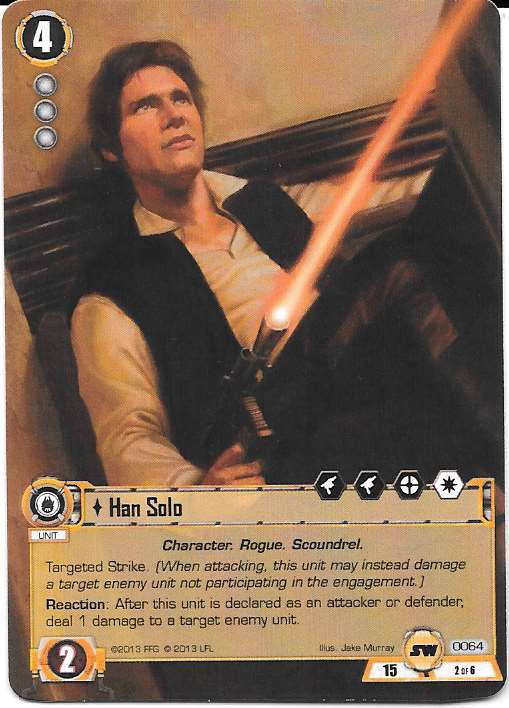 4
♦ Han Solo
UNIT
Character. Rogue. Scoundrel.
Targeted Strike. (When attacking, this unit may instead damage
a target enemy unit not participating in the engagement.)
Reaction: After this unit is declared as an attacker or defender,
deal 1 damage to a target enemy unit.
2
©2013 FFG © 2013 LFL
Illus. Jake Murray
SW
0064
15
2 OF 6